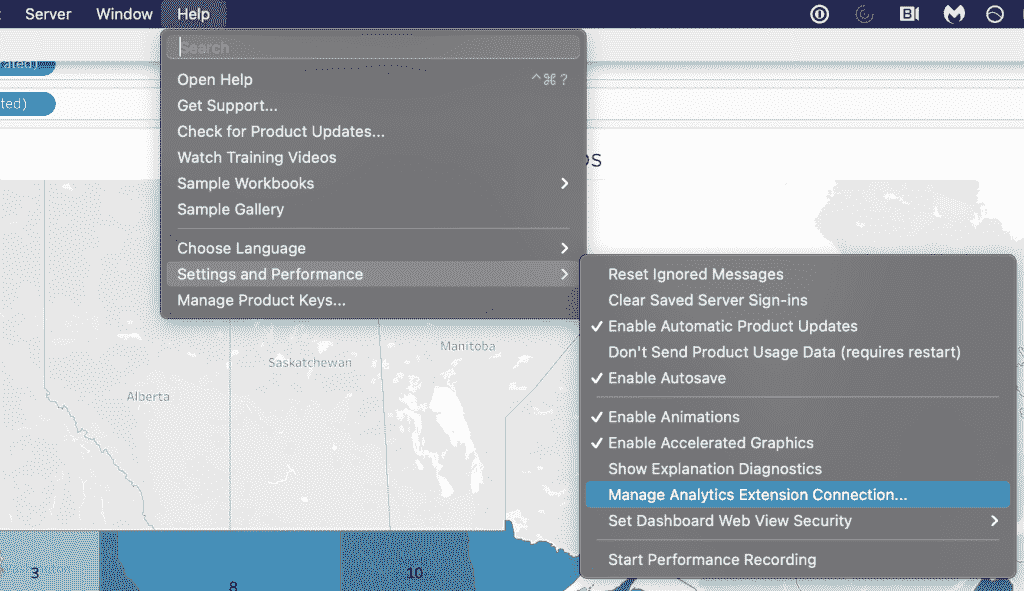 Server Window Help
Search
Open Help ^⌘?
Get Support...
Check for Product Updates...
Watch Training Videos
Sample Workbooks
Sample Gallery
Choose Language
Settings and Performance
Manage Product Keys...
Reset Ignored Messages
Clear Saved Server Sign-ins
✓ Enable Automatic Product Updates
Don't Send Product Usage Data (requires restart)
✓ Enable Autosave
✓ Enable Animations
✓ Enable Accelerated Graphics
Show Explanation Diagnostics
Manage Analytics Extension Connection...
Set Dashboard Web View Security
Start Performance Recording
Manitoba
Saskatchewan
Alberta
3
8
10